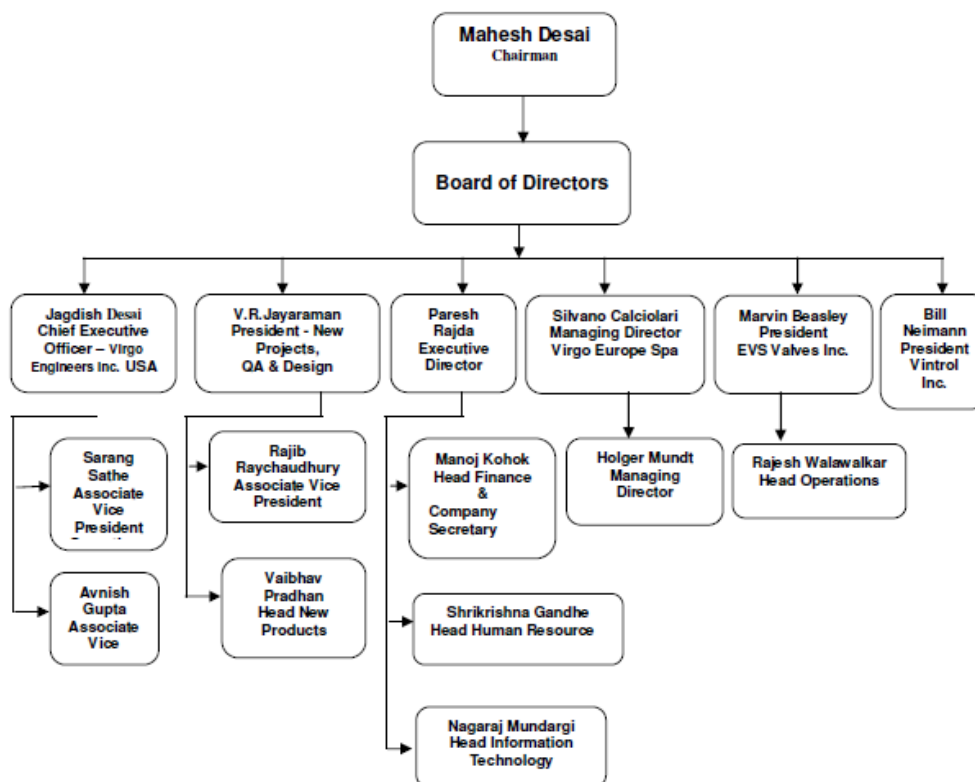 Mahesh Desai
Chairman
Board of Directors
Jagdish Desai
Chief Executive
Officer – Virgo
Engineers Inc. USA
V.R.Jayaraman
President - New
Projects,
QA & Design
Paresh
Rajda
Executive
Director
Silvano Calciolari
Managing Director
Virgo Europe Spa
Marvin Beasley
President
EVS Valves Inc.
Bill
Neimann
President
Vintrol
Inc.
Sarang
Sathe
Associate
Vice
President
Avnish
Gupta
Associate
Vice
Rajib
Raychaudhury
Associate Vice
President
Vaibhav
Pradhan
Head New
Products
Manoj Kohok
Head Finance
&
Company
Secretary
Shrikrishna Gandhe
Head Human Resource
Nagaraj Mundargi
Head Information
Technology
Holger Mundt
Managing
Director
Rajesh Walawalkar
Head Operations